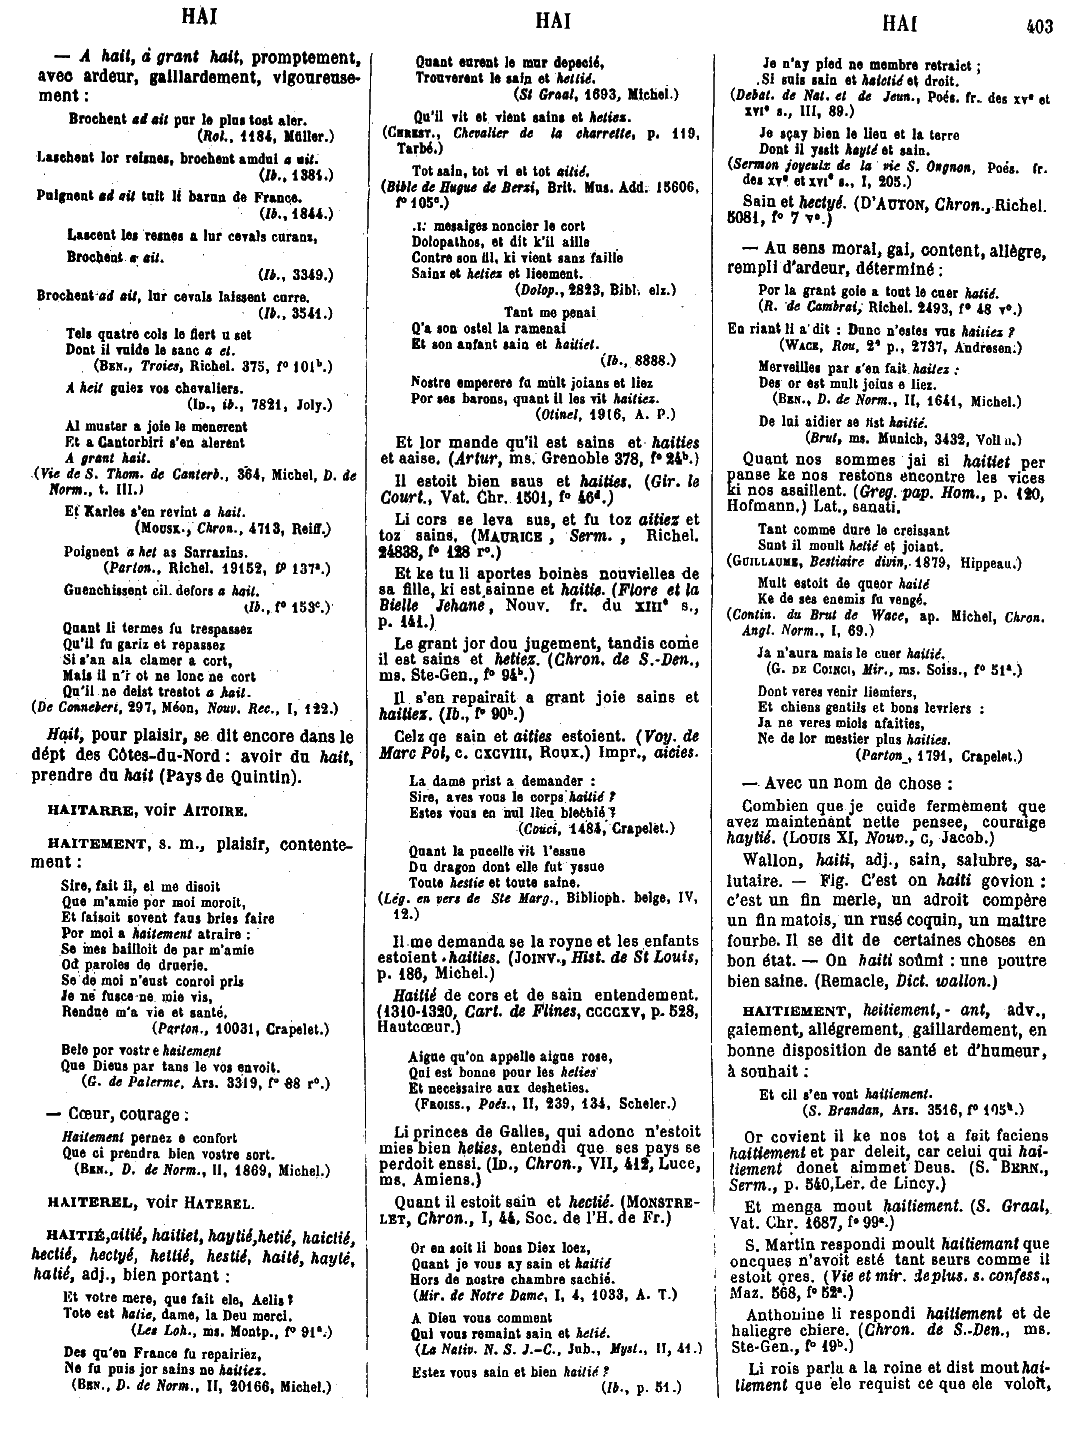 HAI
HAI
HAI
403
— A hait, à grant hait, promptement,
avec ardeur, gaillardement, vigoureuse-
ment :
Brochent ad ait pur le plus tost aler.
(Rol., 1184, Müller.)
Laschent lor reisnes, brochent amdui a ait.
(Ib., 1381.)
Puignent ad ait tuit li barun de France.
(Ib., 1844.)
Lascent les resnes a lur cevals curanz,
Brochent a ait.
(Ib., 3349.)
Brochent ad ait, lur cevals laissent curre.
(Ib., 3541.)
Tels quatre cols le fiert u set
Dont il vuide le sanc a et.
(Ben., Troies, Richel. 375, f° 101ᵇ.)
A heit guiez vos chevaliers.
(Id., ib., 7821, Joly.)
Al muster a joie le menerent
Et a Cantorbiri s'en alerent
A grant hait.
(Vie de S. Thom. de Canterb., 364, Michel, D. de
Norm., t. III.)
Et Karles s'en revint a hait.
(Mousk., Chron., 4713, Reiff.)
Poignent a het as Sarrazins.
(Parton., Richel. 19152, f° 137ᵃ.)
Guenchissent cil defors a hait.
(Ib., f° 153ᶜ.)
Quant li termes fu trespassez
Qu'il fu gariz et repassez
Si s'an ala clamer a cort,
Mais il n'i ot ne lonc ne cort
Qu'il ne deist trestot a hait.
(De Connebert, 297, Méon, Nouv. Rec., I, 122.)
Hait, pour plaisir, se dit encore dans le
dépt des Côtes-du-Nord : avoir du hait,
prendre du hait (Pays de Quintin).
HAITARRE, voir Aitoire.
HAITEMENT, s. m., plaisir, contente-
ment :
Sire, fait il, el me disoit
Que m'amie por moi moroit,
Et faisoit sovent faus bries faire
Por moi a haitement atraire :
Se mes bailloit de par m'amie
Od paroles de druerie.
Se de moi n'eust conroi pris
Je ne fusce ne mie vis,
Rendue m'a vie et santé.
(Parton., 10031, Crapelet.)
Bele por vostre haitement
Que Dieus par tans le vos envoit.
(G. de Palerme, Ars. 3319, f° 88 r°.)
— Cœur, courage :
Haitement pernez e confort
Que ci prendra bien vostre sort.
(Ben., D. de Norm., II, 1869, Michel.)
HAITEREL, voir Haterel.
HAITIÉ, aitié, haitiet, haytié, hetié, haictié,
hectié, hectyé, hettié, hestié, haité, hayté,
hatié, adj., bien portant :
Et votre mere, que fait ele, Aelis ?
Tote est hatie, dame, la Deu merci.
(Les Loh., ms. Montp., f° 91ᵃ.)
Des qu'en France fu repairiez,
Ne fu puis jor sains ne haitiez.
(Ben., D. de Norm., II, 20166, Michel.)
Quant eurent le mur depecié,
Trouverent le sain et hettié.
(St Graal, 1693, Michel.)
Qu'il vit et vient sains et hetiez.
(Chrest., Chevalier de la charrette, p. 119,
Tarbé.)
Tot sain, tot vi et tot aitié.
(Bible de Hugue de Berzi, Brit. Mus. Add. 15606,
f° 105ᶜ.)
.I. mesaiges noncier le cort
Dolopathos, et dit k'il aille
Contre son fil, ki vient sanz faille
Sainz et hetiez et lieement.
(Dolop., 2823, Bibl. elz.)
Tant me penai
Q'a son ostel la ramenai
Et son anfant sain et haitiet.
(Ib., 8888.)
Nostre emperere fu mult joians et liez
Por ses barons, quant il les vit haitiez.
(Otinel, 1916, A. P.)
Et lor mande qu'il est sains et haities
et aaise. (Artur, ms. Grenoble 378, f° 24ᵇ.)
Il estoit bien saus et haities. (Gir. le
Court., Vat. Chr. 1501, f° 46ᵈ.)
Li cors se leva sus, et fu toz aitiez et
toz sains. (Maurice, Serm., Richel.
24838, f° 128 r°.)
Et ke tu li aportes boines nouvielles de
sa fille, ki est sainne et haitie. (Flore et la
Bielle Jehane, Nouv. fr. du XIIIᵉ s.,
p. 141.)
Le grant jor dou jugement, tandis come
il est sains et hetiez. (Chron. de S.-Den.,
ms. Ste-Gen., f° 94ᵇ.)
Il s'en repairait a grant joie sains et
haitiez. (Ib., f° 90ᵇ.)
Celz qe sain et aities estoient. (Voy. de
Marc Pol, c. CXCVIII, Roux.) Impr., aicies.
La dame prist a demander :
Sire, aves vous le corps haitié ?
Estes vous en nul lieu blechié ?
(Couci, 1484, Crapelet.)
Quant la pucelle vit l'essue
Du dragon dont elle fut yssue
Toute hestie et toute saine.
(Lég. en vers de Ste Marg., Biblioph. belge, IV,
12.)
Il me demanda se la royne et les enfants
estoient haities. (Joinv., Hist. de St Louis,
p. 186, Michel.)
Haitié de cors et de sain entendement.
(1310-1320, Cart. de Flines, CCCCXV, p. 528,
Hautcœur.)
Aigue qu'on appelle aigue rose,
Qui est bonne pour les heties
Et necessaire aux desheties.
(Froiss., Poés., II, 239, 134, Scheler.)
Li princes de Galles, qui adonc n'estoit
mies bien heties, entendi que ses pays se
perdoit enssi. (Id., Chron., VII, 412, Luce,
ms. Amiens.)
Quant il estoit sain et hectié. (Monstre-
let, Chron., I, 44, Soc. de l'H. de Fr.)
Or en soit li bons Diex loez,
Quant je vous ay sain et haitié
Hors de nostre chambre sachié.
(Mir. de Notre Dame, I, 4, 1033, A. T.)
A Dieu vous comment
Qui vous remaint sain et hetié.
(La Nativ. N. S. J.-C., Jub., Myst., II, 41.)
Estez vous sain et bien haitié ?
(Ib., p. 51.)
Je n'ay pied ne membre retraict ;
Si suis sain et haictié et droit.
(Debat. de Nat. et de Jeun., Poés. fr. des XVᵉ et
XVIᵉ s., III, 89.)
Je sçay bien le lieu et la terre
Dont il yssit hayté et sain.
(Sermon joyeulx de la vie S. Ongnon, Poés. fr.
des XVᵉ et XVIᵉ s., I, 205.)
Sain et hectyé. (D'Auton, Chron., Richel.
5081, f° 7 v°.)
— Au sens moral, gai, content, allègre,
rempli d'ardeur, déterminé :
Por la grant goie a tout le cuer hatié.
(R. de Cambrai, Richel. 2493, f° 48 v°.)
En riant li a dit : Dunc n'estes vus haitiez ?
(Wace, Rou, 2ᵉ p., 2737, Andresen.)
Merveilles par s'en fait haitez :
Des or est mult joius e liez.
(Ben., D. de Norm., II, 1641, Michel.)
De lui aidier se fist haitié.
(Brut, ms. Munich, 3432, Vollm.)
Quant nos sommes jai si haitiet per
panse ke nos restons encontre les vices
ki nos asaillent. (Greg. pap. Hom., p. 120,
Hofmann.) Lat., sanati.
Tant comme dure le croissant
Sunt il moult hetié et joiant.
(Guillaume, Bestiaire divin, 1879, Hippeau.)
Mult estoit de queor haité
Ke de ses enemis fu vengé.
(Contin. du Brut de Wace, ap. Michel, Chron.
Angl. Norm., I, 69.)
Ja n'aura mais le cuer haitié.
(G. de Coinci, Mir., ms. Soiss., f° 51ᵃ.)
Dont veres venir liemiers,
Et chiens gentils et bons levriers :
Ja ne veres miols afaities,
Ne de lor mestier plus haities.
(Parton., 1791, Crapelet.)
— Avec un nom de chose :
Combien que je cuide fermement que
avez maintenant nette pensee, couraige
haytié. (Louis XI, Nouv., c, Jacob.)
Wallon, haiti, adj., sain, salubre, sa-
lutaire. — Fig. C'est on haiti govion :
c'est un fin merle, un adroit compère
un fin matois, un rusé coquin, un maître
fourbe. Il se dit de certaines choses en
bon état. — On haiti soûmî : une poutre
bien saine. (Remacle, Dict. wallon.)
HAITIEMENT, heitiement, - ant, adv.,
gaiement, allégrement, gaillardement, en
bonne disposition de santé et d'humeur,
à souhait :
Et cil s'en vont haitiement.
(S. Brandan, Ars. 3516, f° 105ᵇ.)
Or covient il ke nos tot a fait faciens
haitiement et par deleit, car celui qui hai-
tiement donet aimmet Deus. (S. Bern.,
Serm., p. 540, Ler. de Lincy.)
Et menga mout haitiement. (S. Graal,
Vat. Chr. 1687, f° 99ᵃ.)
S. Martin respondi moult haitiemant que
oncques n'avoit esté tant seurs comme il
estoit ores. (Vie et mir. de plus. s. confess.,
Maz. 568, f° 52ᵃ.)
Anthouine li respondi haitiement et de
haliegre chiere. (Chron. de S.-Den., ms.
Ste-Gen., f° 19ᵇ.)
Li rois parla a la roine et dist mout hai-
tiement que ele requist ce que ele voloit,